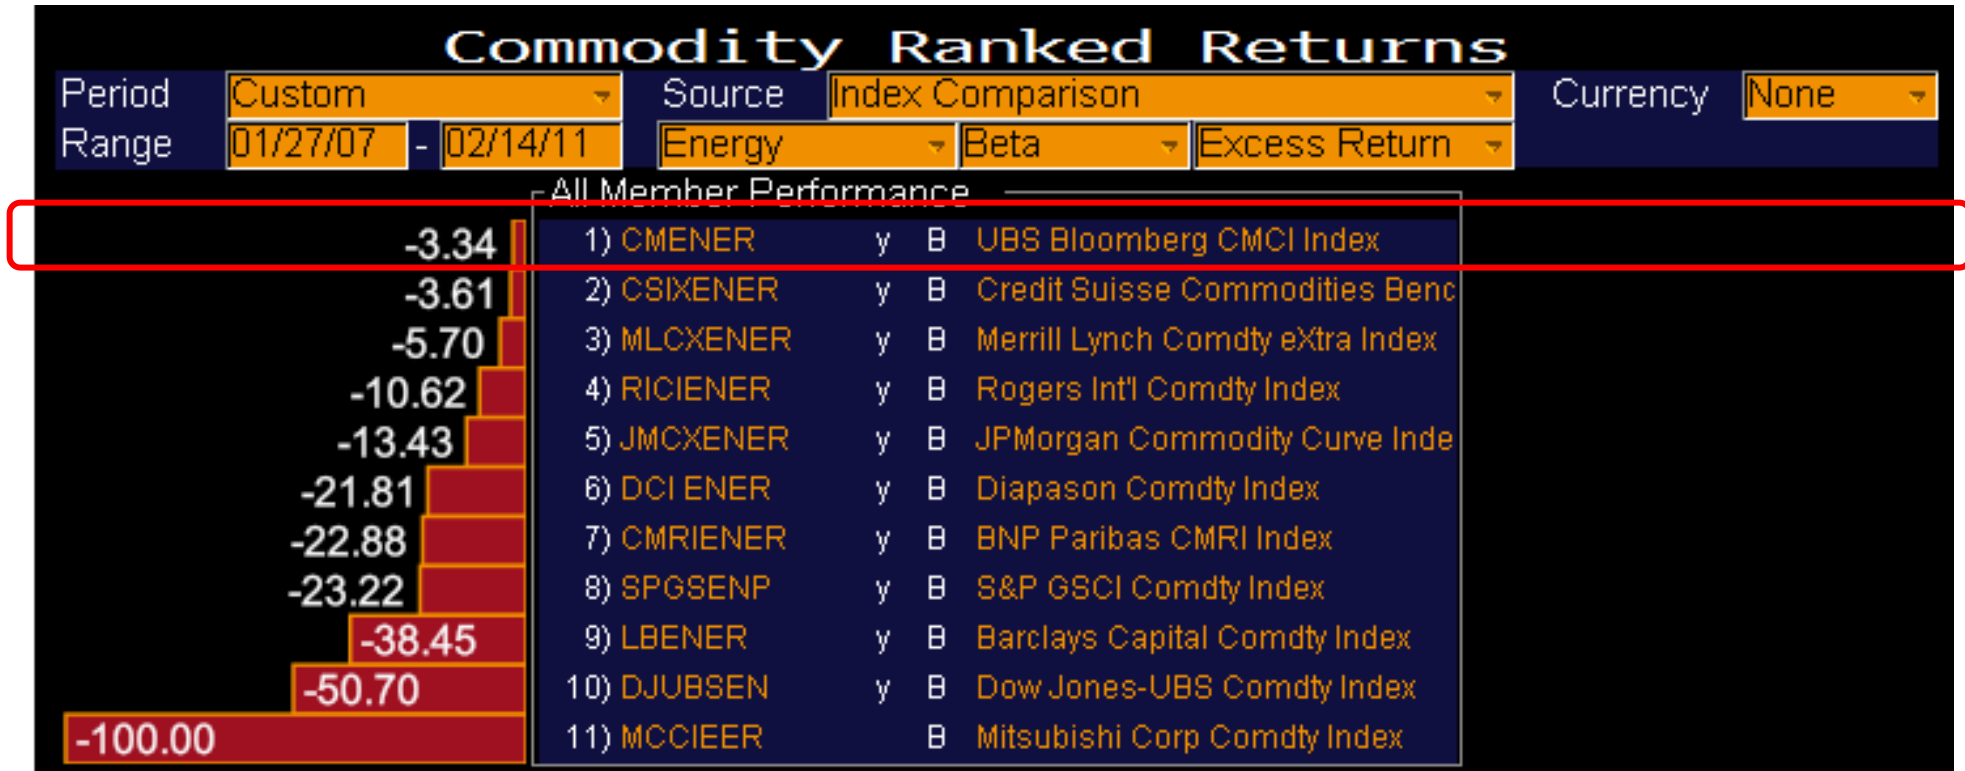 Commodity Ranked Returns
Period Custom Source Index Comparison Currency None
Range 01/27/07 - 02/14/11 Energy Beta Excess Return
All Member Performance
-3.34 1) CMENER y B UBS Bloomberg CMCI Index
-3.61 2) CSIXENER y B Credit Suisse Commodities Benc
-5.70 3) MLCXENER y B Merrill Lynch Comdty eXtra Index
-10.62 4) RICIENER y B Rogers Int'l Comdty Index
-13.43 5) JMCXENER y B JPMorgan Commodity Curve Inde
-21.81 6) DCI ENER y B Diapason Comdty Index
-22.88 7) CMRIENER y B BNP Paribas CMRI Index
-23.22 8) SPGSENP y B S&P GSCI Comdty Index
-38.45 9) LBENER y B Barclays Capital Comdty Index
-50.70 10) DJUBSEN y B Dow Jones-UBS Comdty Index
-100.00 11) MCCIEER B Mitsubishi Corp Comdty Index